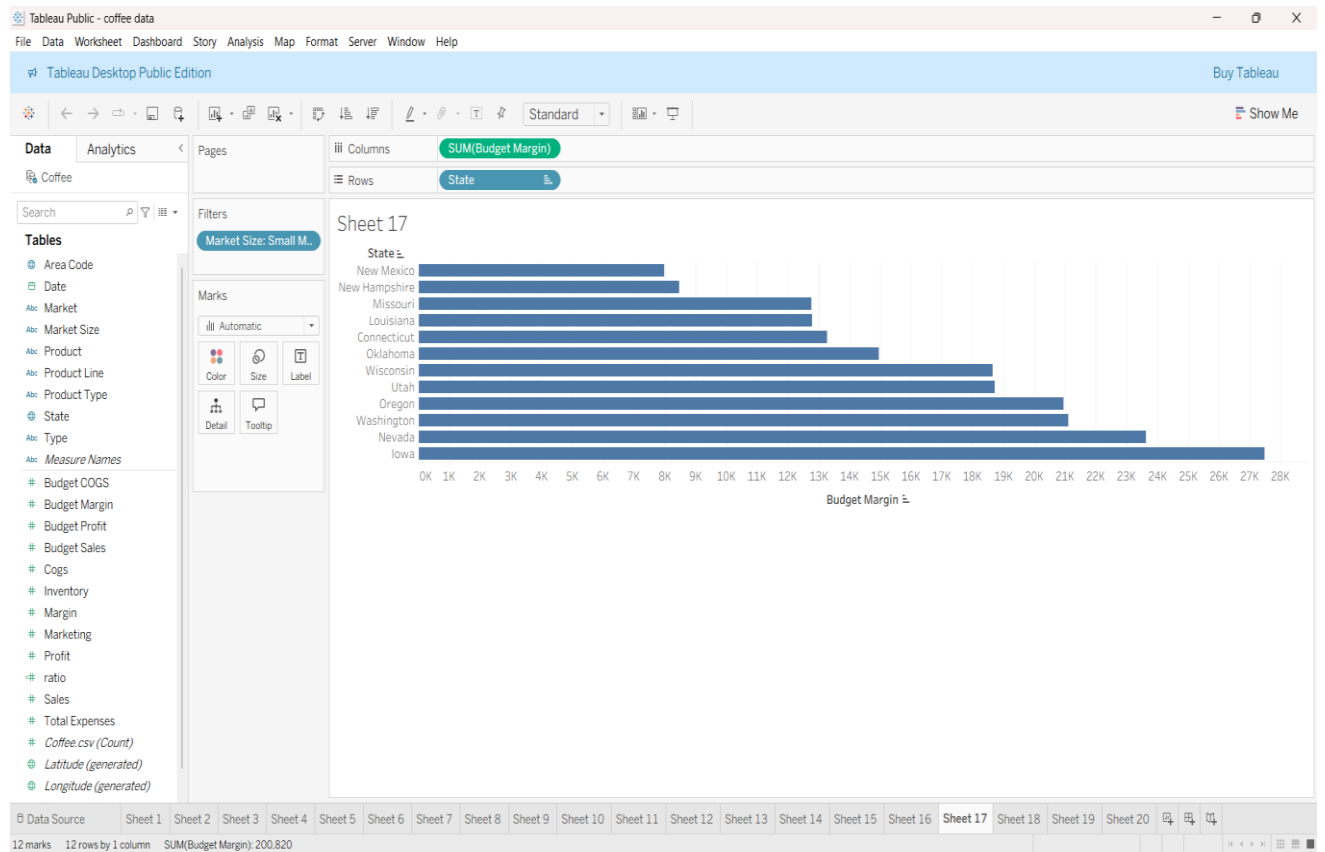 Tableau Public - coffee data
File Data Worksheet Dashboard Story Analysis Map Format Server Window Help
Tableau Desktop Public Edition
Buy Tableau
Standard
Show Me
Data
Analytics
Coffee
Search
Tables
Area Code
Date
Abc Market
Abc Market Size
Abc Product
Abc Product Line
Abc Product Type
State
Abc Type
Abc Measure Names
# Budget COGS
# Budget Margin
# Budget Profit
# Budget Sales
# Cogs
# Inventory
# Margin
# Marketing
# Profit
=# ratio
# Sales
# Total Expenses
# Coffee.csv (Count)
Latitude (generated)
Longitude (generated)
Pages
Filters
Market Size: Small M..
Marks
Automatic
Color Size Label
Detail Tooltip
Columns
SUM(Budget Margin)
Rows
State
Sheet 17
State
New Mexico
New Hampshire
Missouri
Louisiana
Connecticut
Oklahoma
Wisconsin
Utah
Oregon
Washington
Nevada
Iowa
0K 1K 2K 3K 4K 5K 6K 7K 8K 9K 10K 11K 12K 13K 14K 15K 16K 17K 18K 19K 20K 21K 22K 23K 24K 25K 26K 27K 28K
Budget Margin
Data Source Sheet 1 Sheet 2 Sheet 3 Sheet 4 Sheet 5 Sheet 6 Sheet 7 Sheet 8 Sheet 9 Sheet 10 Sheet 11 Sheet 12 Sheet 13 Sheet 14 Sheet 15 Sheet 16 Sheet 17 Sheet 18 Sheet 19 Sheet 20
12 marks 12 rows by 1 column SUM(Budget Margin): 200,820